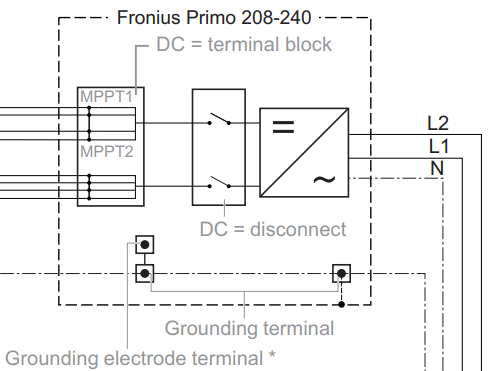 Fronius Primo 208-240
DC = terminal block
MPPT1
MPPT2
L2
L1
N
DC = disconnect
Grounding terminal
Grounding electrode terminal *